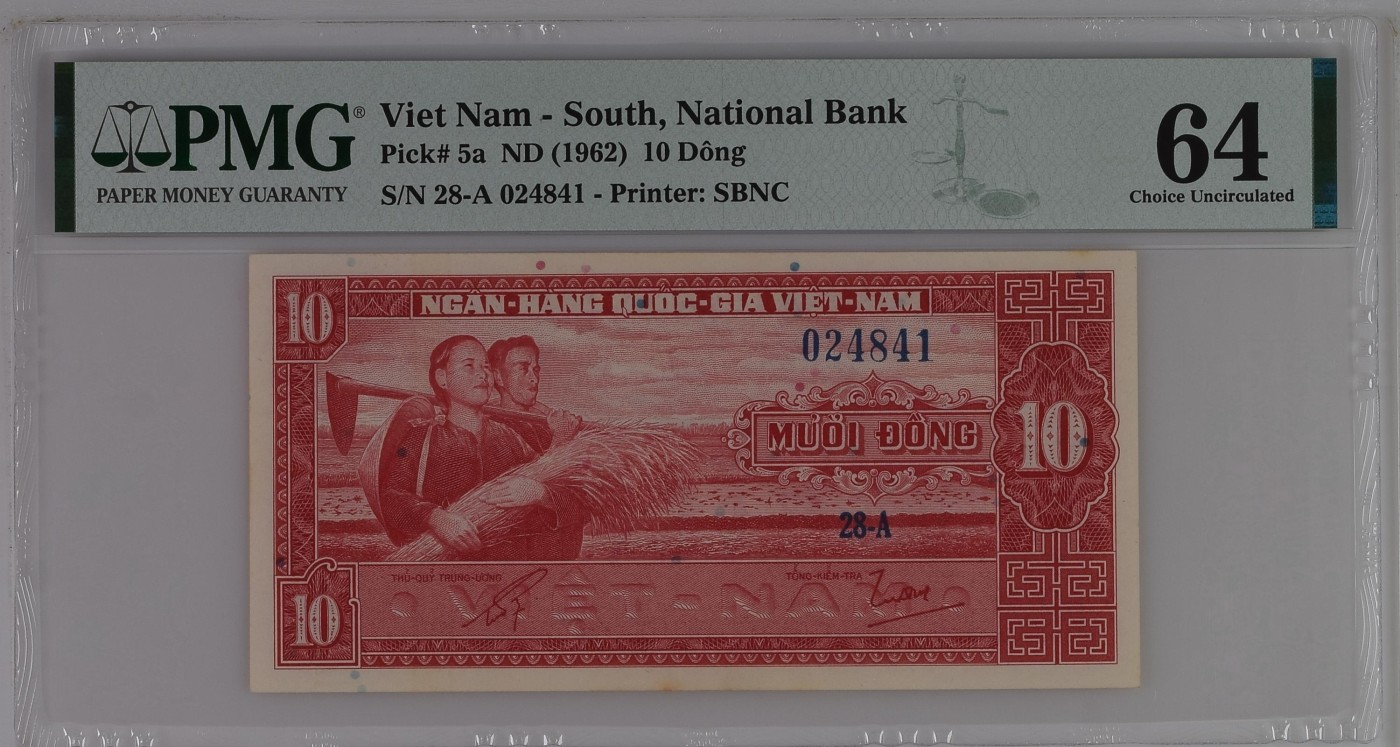 PMG®
PAPER MONEY GUARANTY
Viet Nam - South, National Bank
Pick# 5a ND (1962) 10 Dông
S/N 28-A 024841 - Printer: SBNC
64
Choice Uncirculated
10
NGÂN-HÀNG QUỐC-GIA VIỆT-NAM
024841
MƯỜI ĐỒNG
10
28-A
THỦ-QUỸ TRUNG-ƯƠNG
TỔNG-KIỂM-TRA
VIỆT-NAM
10